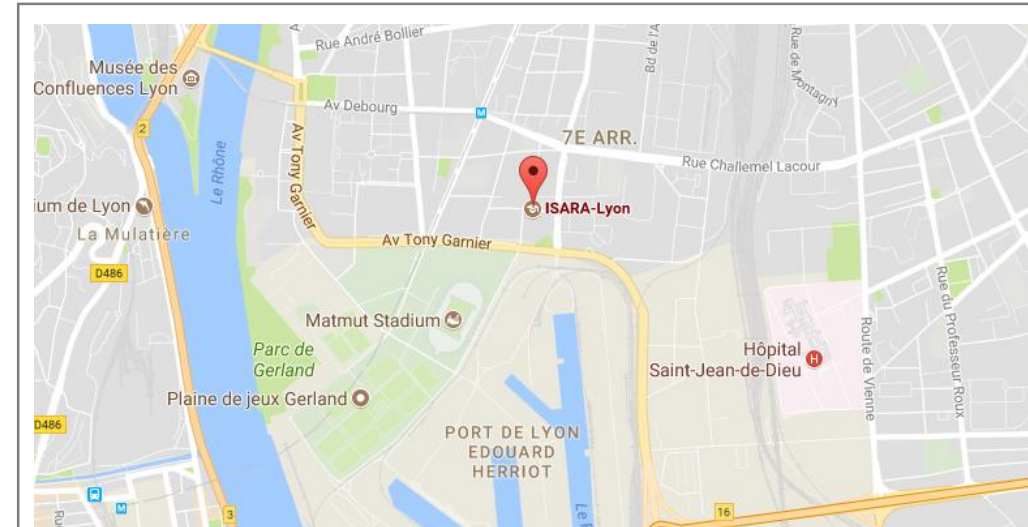 Rue André Bollier
Musée des
Confluences Lyon
Av Debourg
M
Bd de l'A
Rue de Montagny
7E ARR.
2
Le Rhône
Av Tony Garnier
Rue Challemel Lacour
ISARA-Lyon
ium de Lyon
La Mulatière
Av Tony Garnier
D486
Matmut Stadium
Parc de
Gerland
Plaine de jeux Gerland
Hôpital
Saint-Jean-de-Dieu
H
Route de Vienne
Rue du Professeur Roux
D486
PORT DE LYON
EDOUARD
HERRIOT
M
3
16